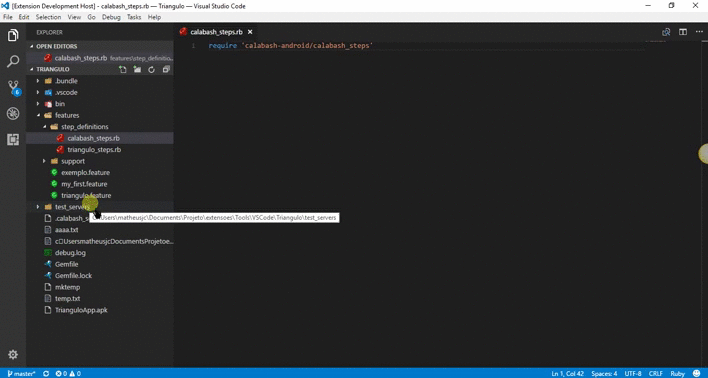 [Extension Development Host] - calabash_steps.rb — Triangulo — Visual Studio Code
File Edit Selection View Go Debug Tasks Help
EXPLORER
calabash_steps.rb
OPEN EDITORS
calabash_steps.rb features\step_definitio...
1 require 'calabash-android/calabash_steps'
TRIANGULO
.bundle
.vscode
bin
features
step_definitions
calabash_steps.rb
triangulo_steps.rb
support
exemplo.feature
my_first.feature
triangulo.feature
test_servers
\Users\matheusjc\Documents\Projeto\extensoes\Tools\VSCode\Triangulo\test_servers
.calabash_s
aaaa.txt
UsersmatheusjcDocumentsProjetoe...
debug.log
Gemfile
Gemfile.lock
mktemp
temp.txt
TrianguloApp.apk
6
master* 0 0 Ln 1, Col 42 Spaces: 4 UTF-8 CRLF Ruby